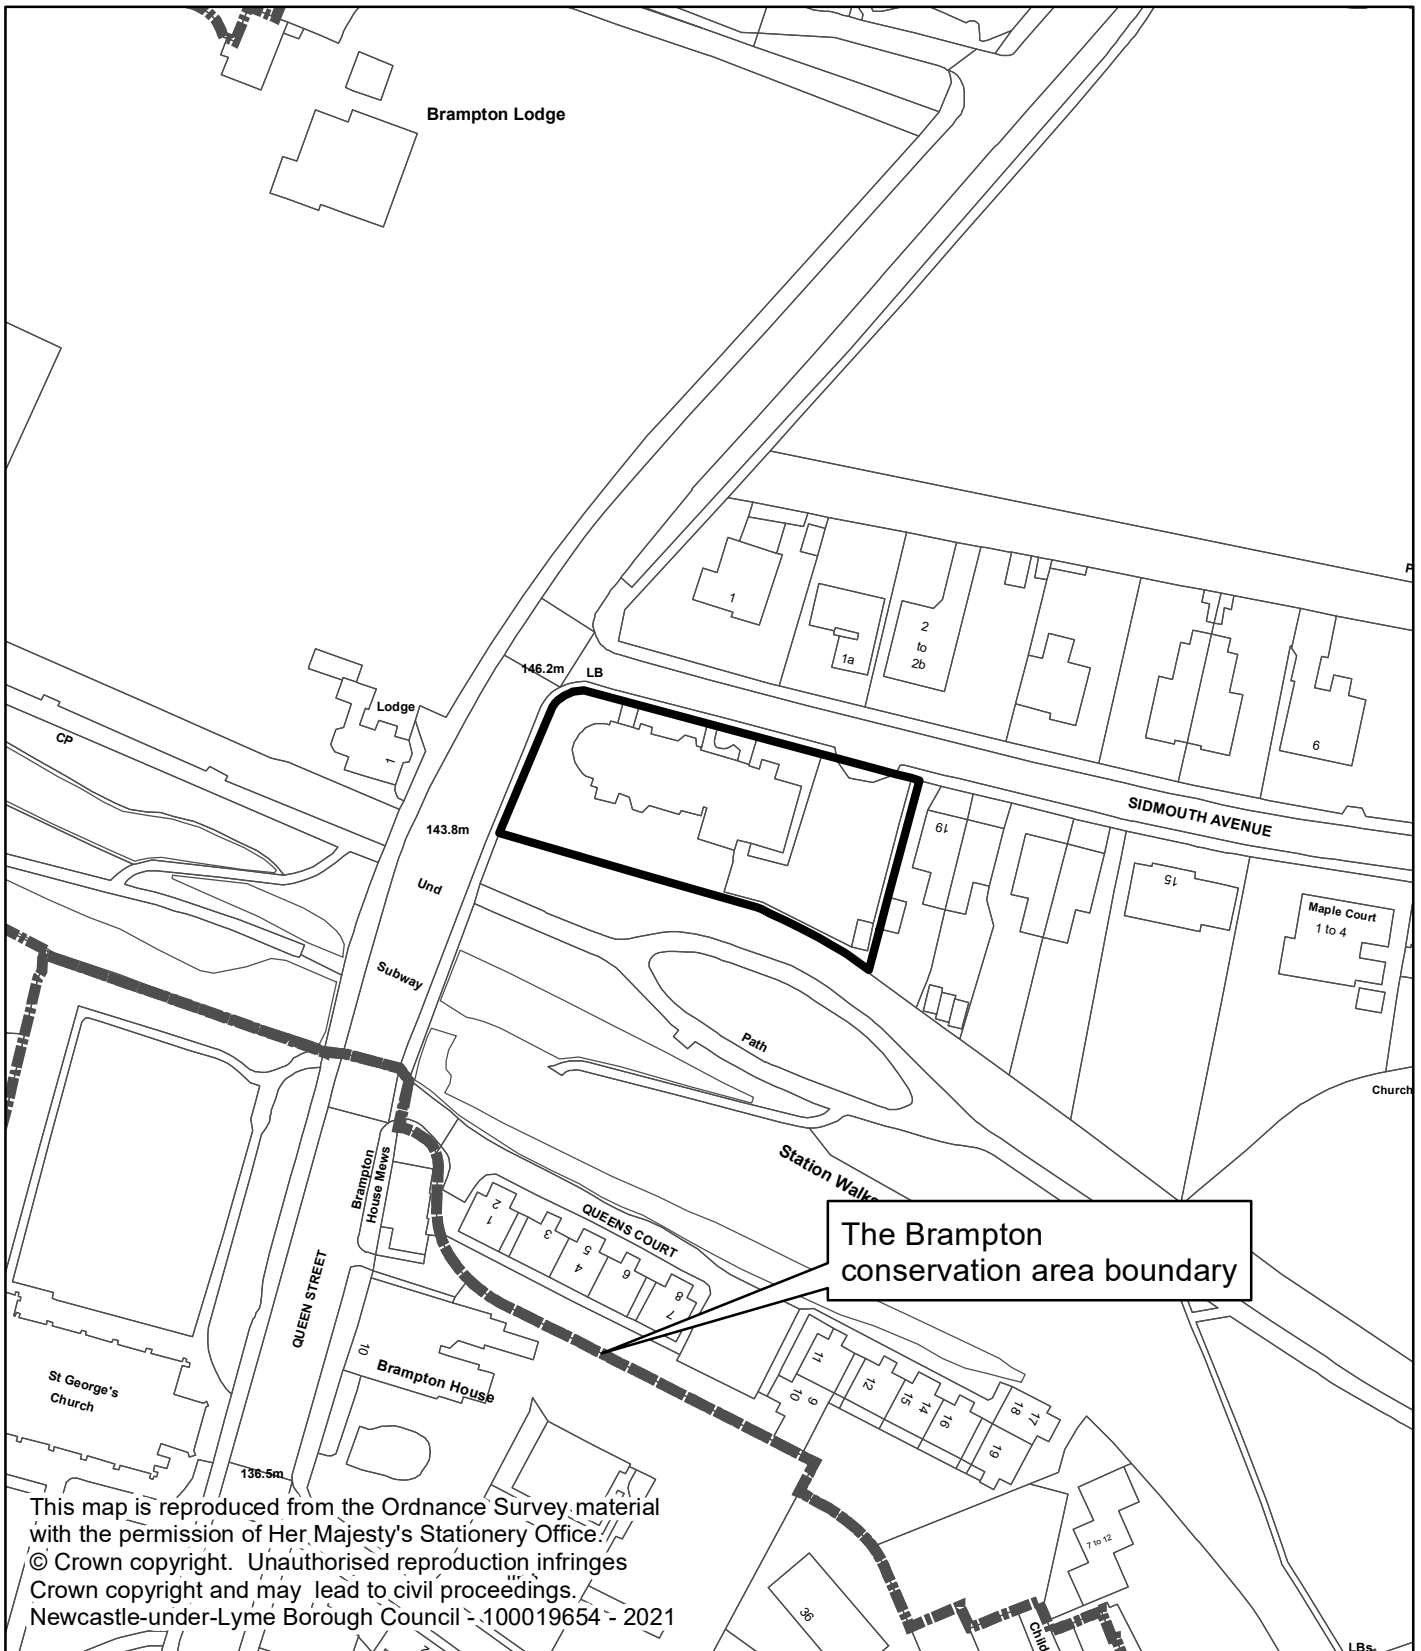 Brampton Lodge
P
1
1a
2
to
2b
6
146.2m
LB
Lodge
1
CP
143.8m
SIDMOUTH AVENUE
19
15
Maple Court
1 to 4
Und
Subway
Path
Church
Station Walks
Brampton
House Mews
QUEENS COURT
2
1
3
5
4
6
8
7
The Brampton
conservation area boundary
QUEEN STREET
10
Brampton House
St George's
Church
11
9
10
12
15
14
16
17
18
19
136.5m
7 to 12
36
Child
LBs
This map is reproduced from the Ordnance Survey material
with the permission of Her Majesty's Stationery Office.
© Crown copyright. Unauthorised reproduction infringes
Crown copyright and may lead to civil proceedings.
Newcastle-under-Lyme Borough Council - 100019654 - 2021